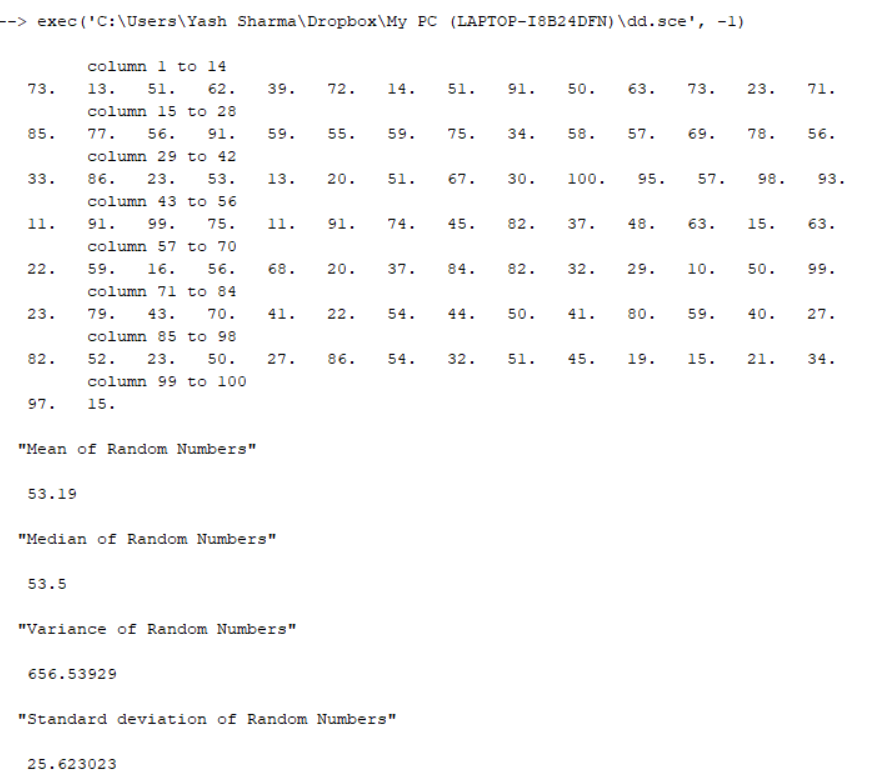 --> exec('C:\Users\Yash Sharma\Dropbox\My PC (LAPTOP-I8B24DFN)\dd.sce', -1)
column 1 to 14
73. 13. 51. 62. 39. 72. 14. 51. 91. 50. 63. 73. 23. 71.
column 15 to 28
85. 77. 56. 91. 59. 55. 59. 75. 34. 58. 57. 69. 78. 56.
column 29 to 42
33. 86. 23. 53. 13. 20. 51. 67. 30. 100. 95. 57. 98. 93.
column 43 to 56
11. 91. 99. 75. 11. 91. 74. 45. 82. 37. 48. 63. 15. 63.
column 57 to 70
22. 59. 16. 56. 68. 20. 37. 84. 82. 32. 29. 10. 50. 99.
column 71 to 84
23. 79. 43. 70. 41. 22. 54. 44. 50. 41. 80. 59. 40. 27.
column 85 to 98
82. 52. 23. 50. 27. 86. 54. 32. 51. 45. 19. 15. 21. 34.
column 99 to 100
97. 15.
"Mean of Random Numbers"
53.19
"Median of Random Numbers"
53.5
"Variance of Random Numbers"
656.53929
"Standard deviation of Random Numbers"
25.623023